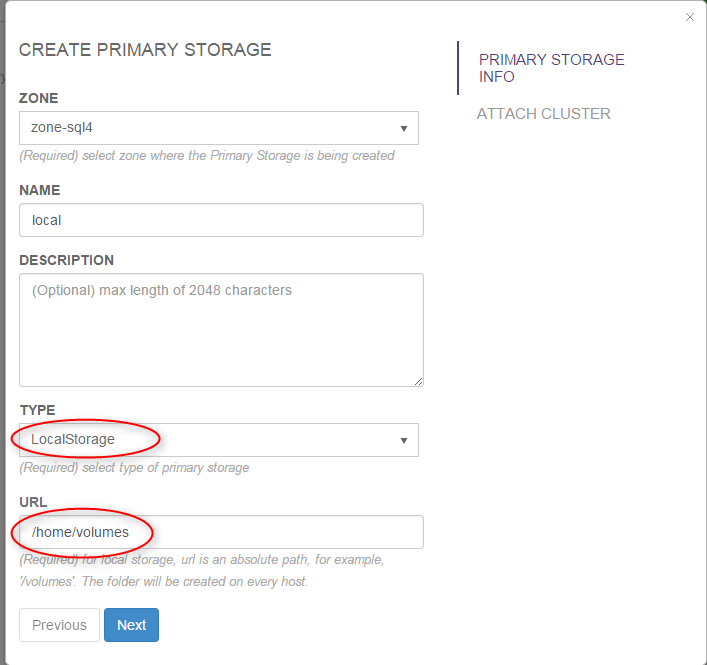 CREATE PRIMARY STORAGE
ZONE
zone-sql4
(Required) select zone where the Primary Storage is being created
NAME
local
DESCRIPTION
(Optional) max length of 2048 characters
TYPE
LocalStorage
(Required) select type of primary storage
URL
/home/volumes
(Required) for local storage, url is an absolute path, for example,
'/volumes'. The folder will be created on every host.
Previous
Next
PRIMARY STORAGE
INFO
ATTACH CLUSTER